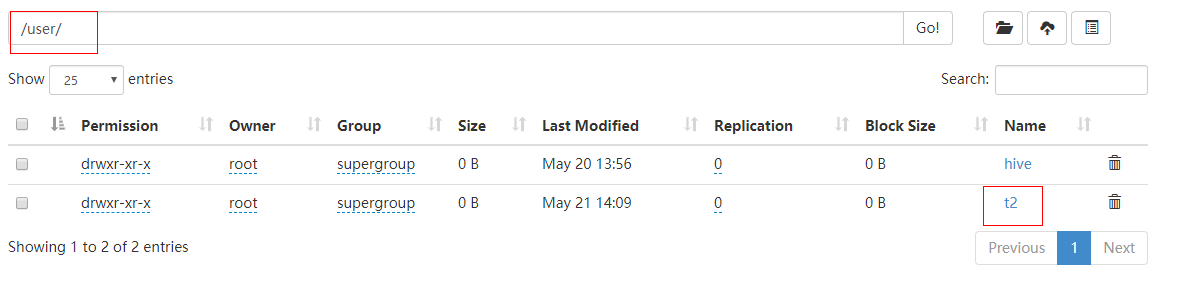 /user/ Go!
Show 25 entries Search:
Permission Owner Group Size Last Modified Replication Block Size Name
drwxr-xr-x root supergroup 0 B May 20 13:56 0 0 B hive
drwxr-xr-x root supergroup 0 B May 21 14:09 0 0 B t2
Showing 1 to 2 of 2 entries Previous 1 Next